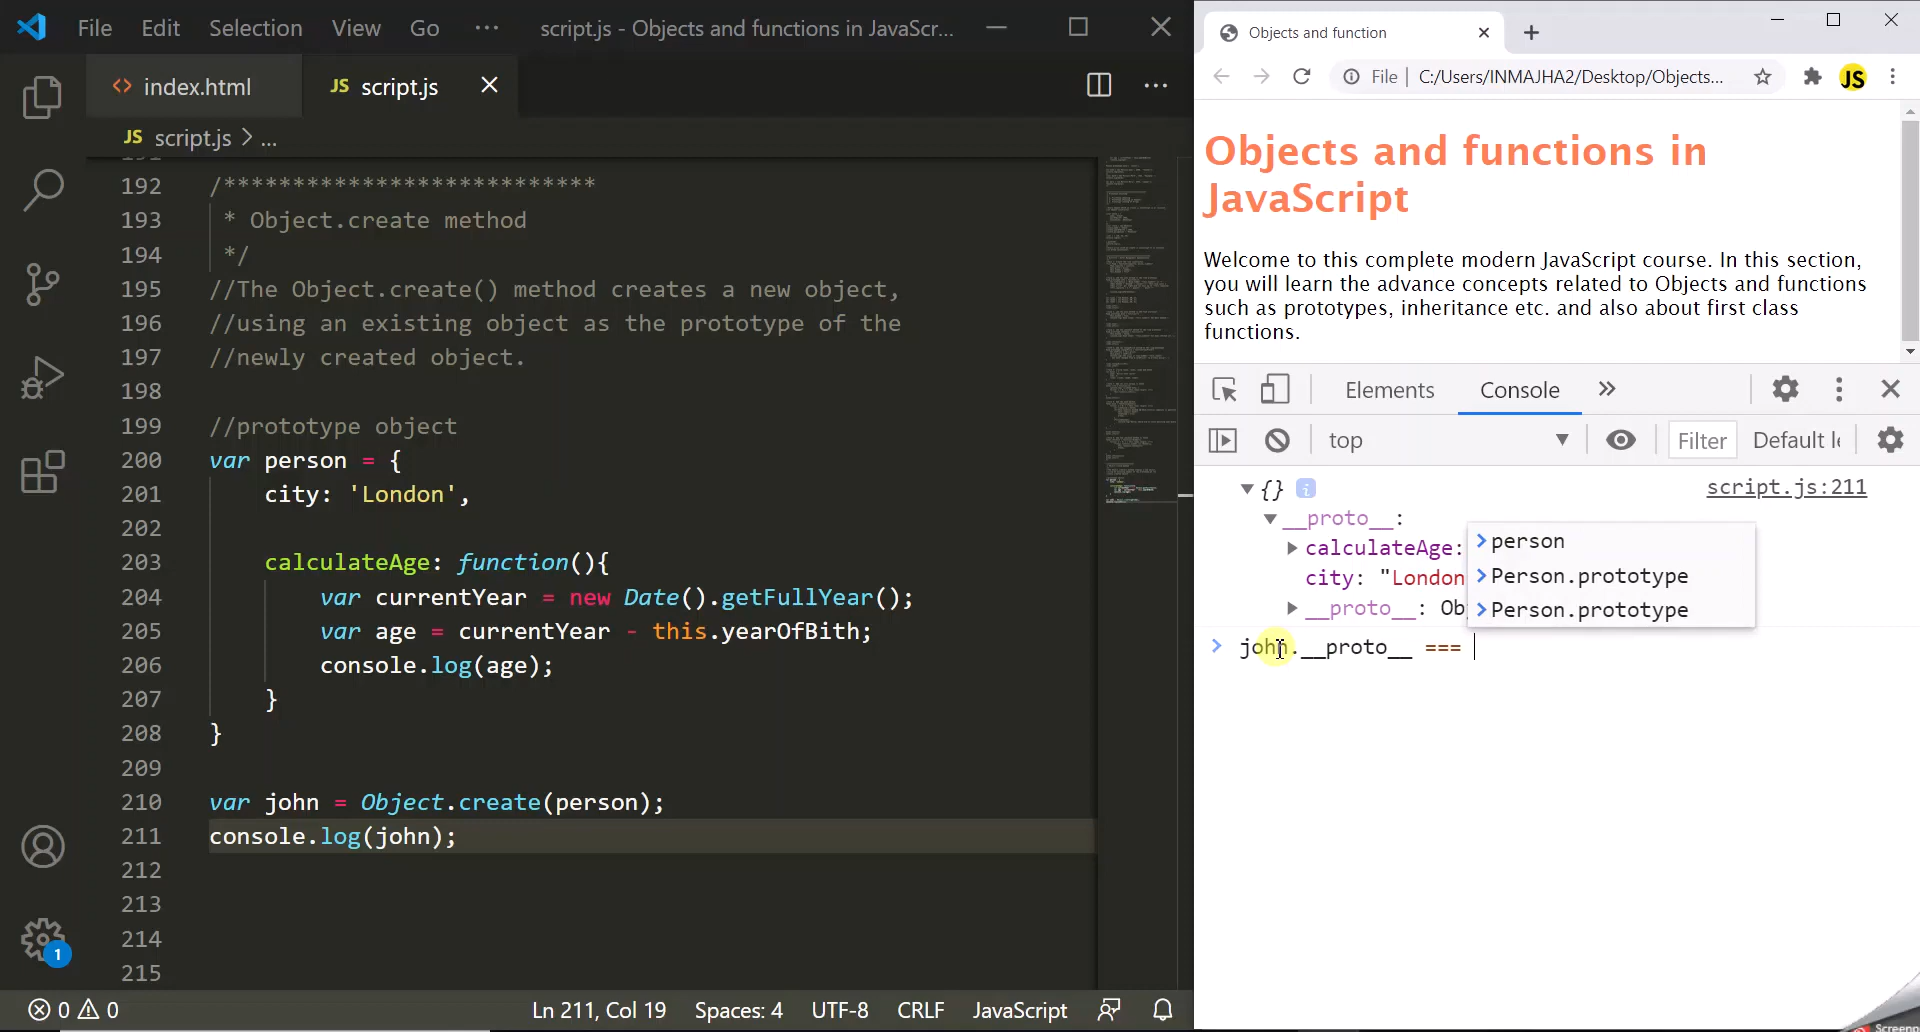 File Edit Selection View Go ··· script.js - Objects and functions in JavaScr...
index.html
JS script.js
JS script.js > ...
192 /***************************
193 * Object.create method
194 */
195 //The Object.create() method creates a new object,
196 //using an existing object as the prototype of the
197 //newly created object.
198
199 //prototype object
200 var person = {
201 city: 'London',
202
203 calculateAge: function(){
204 var currentYear = new Date().getFullYear();
205 var age = currentYear - this.yearOfBith;
206 console.log(age);
207 }
208 }
209
210 var john = Object.create(person);
211 console.log(john);
212
213
214
215
1
0 0 Ln 211, Col 19 Spaces: 4 UTF-8 CRLF JavaScript
Objects and function
File | C:/Users/INMAJHA2/Desktop/Objects... JS
Objects and functions in
JavaScript
Welcome to this complete modern JavaScript course. In this section,
you will learn the advance concepts related to Objects and functions
such as prototypes, inheritance etc. and also about first class
functions.
Elements Console »
top Filter Default
{} i script.js:211
__proto__:
calculateAge:
city: "London
__proto__: Ob
person
Person.prototype
Person.prototype
> john.__proto__ ===